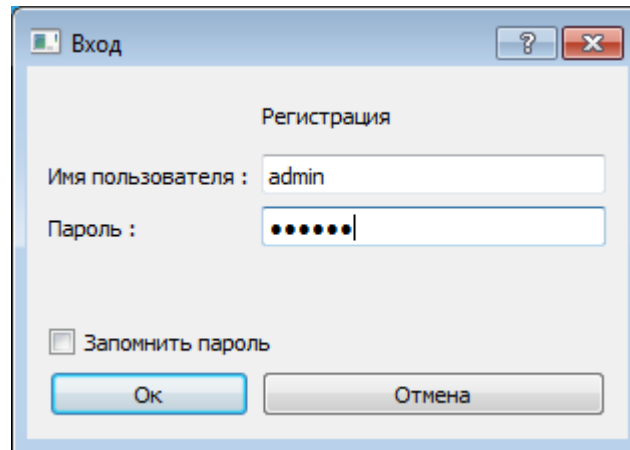 Вход
Регистрация
Имя пользователя : admin
Пароль : ●●●●●●
Запомнить пароль
Ок Отмена